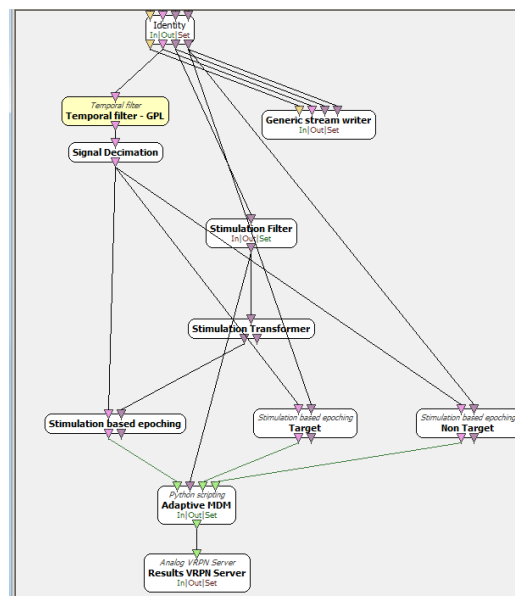 Identity
In|Out|Set
Temporal filter
Temporal filter - GPL
Generic stream writer
In|Out|Set
Signal Decimation
Stimulation Filter
In|Out|Set
Stimulation Transformer
Stimulation based epoching
Stimulation based epoching
Target
Stimulation based epoching
Non Target
Python scripting
Adaptive MDM
In|Out|Set
Analog VRPN Server
Results VRPN Server
In|Out|Set